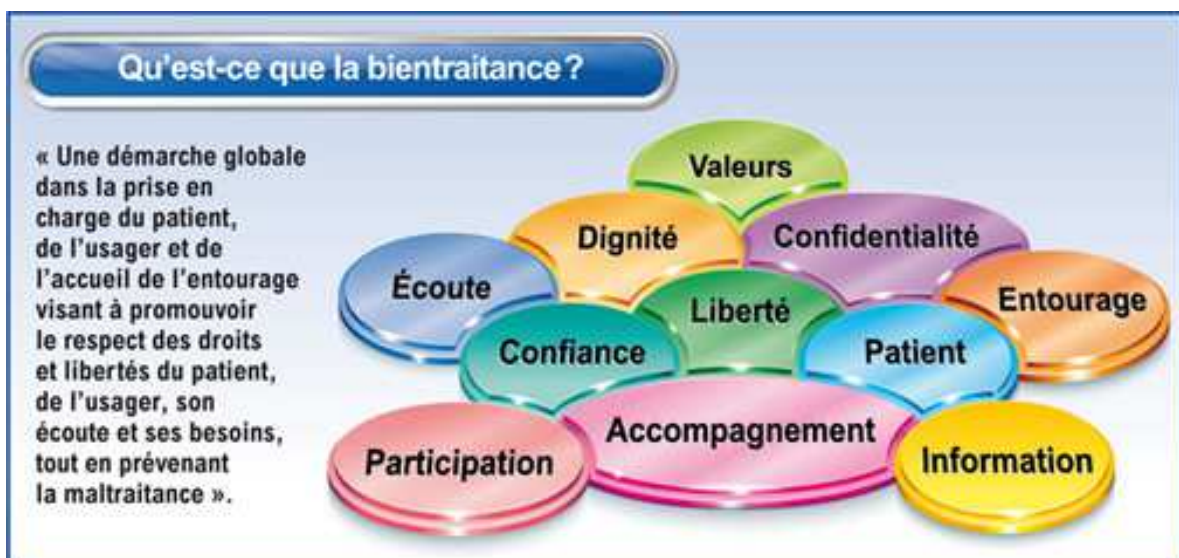 Qu'est-ce que la bientraitance ?
« Une démarche globale
dans la prise en
charge du patient,
de l'usager et de
l'accueil de l'entourage
visant à promouvoir
le respect des droits
et libertés du patient,
de l'usager, son
écoute et ses besoins,
tout en prévenant
la maltraitance ».
Valeurs
Dignité
Confidentialité
Écoute
Liberté
Entourage
Confiance
Patient
Accompagnement
Participation
Information